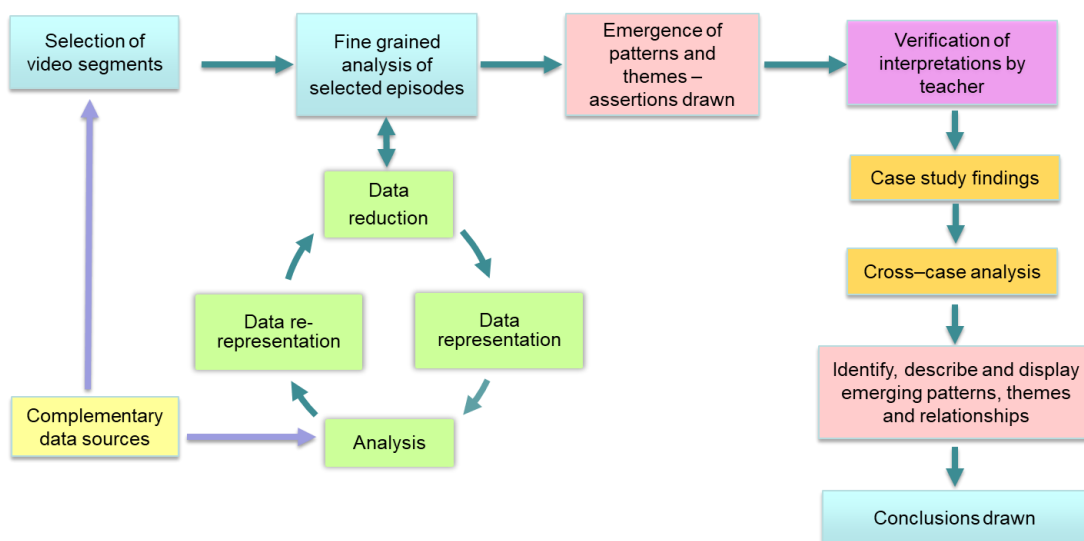 Selection of
video segments
Fine grained
analysis of
selected episodes
Emergence of
patterns and
themes –
assertions drawn
Verification of
interpretations by
teacher
Data
reduction
Case study findings
Cross–case analysis
Data re-
representation
Data
representation
Identify, describe and display
emerging patterns, themes
and relationships
Complementary
data sources
Analysis
Conclusions drawn